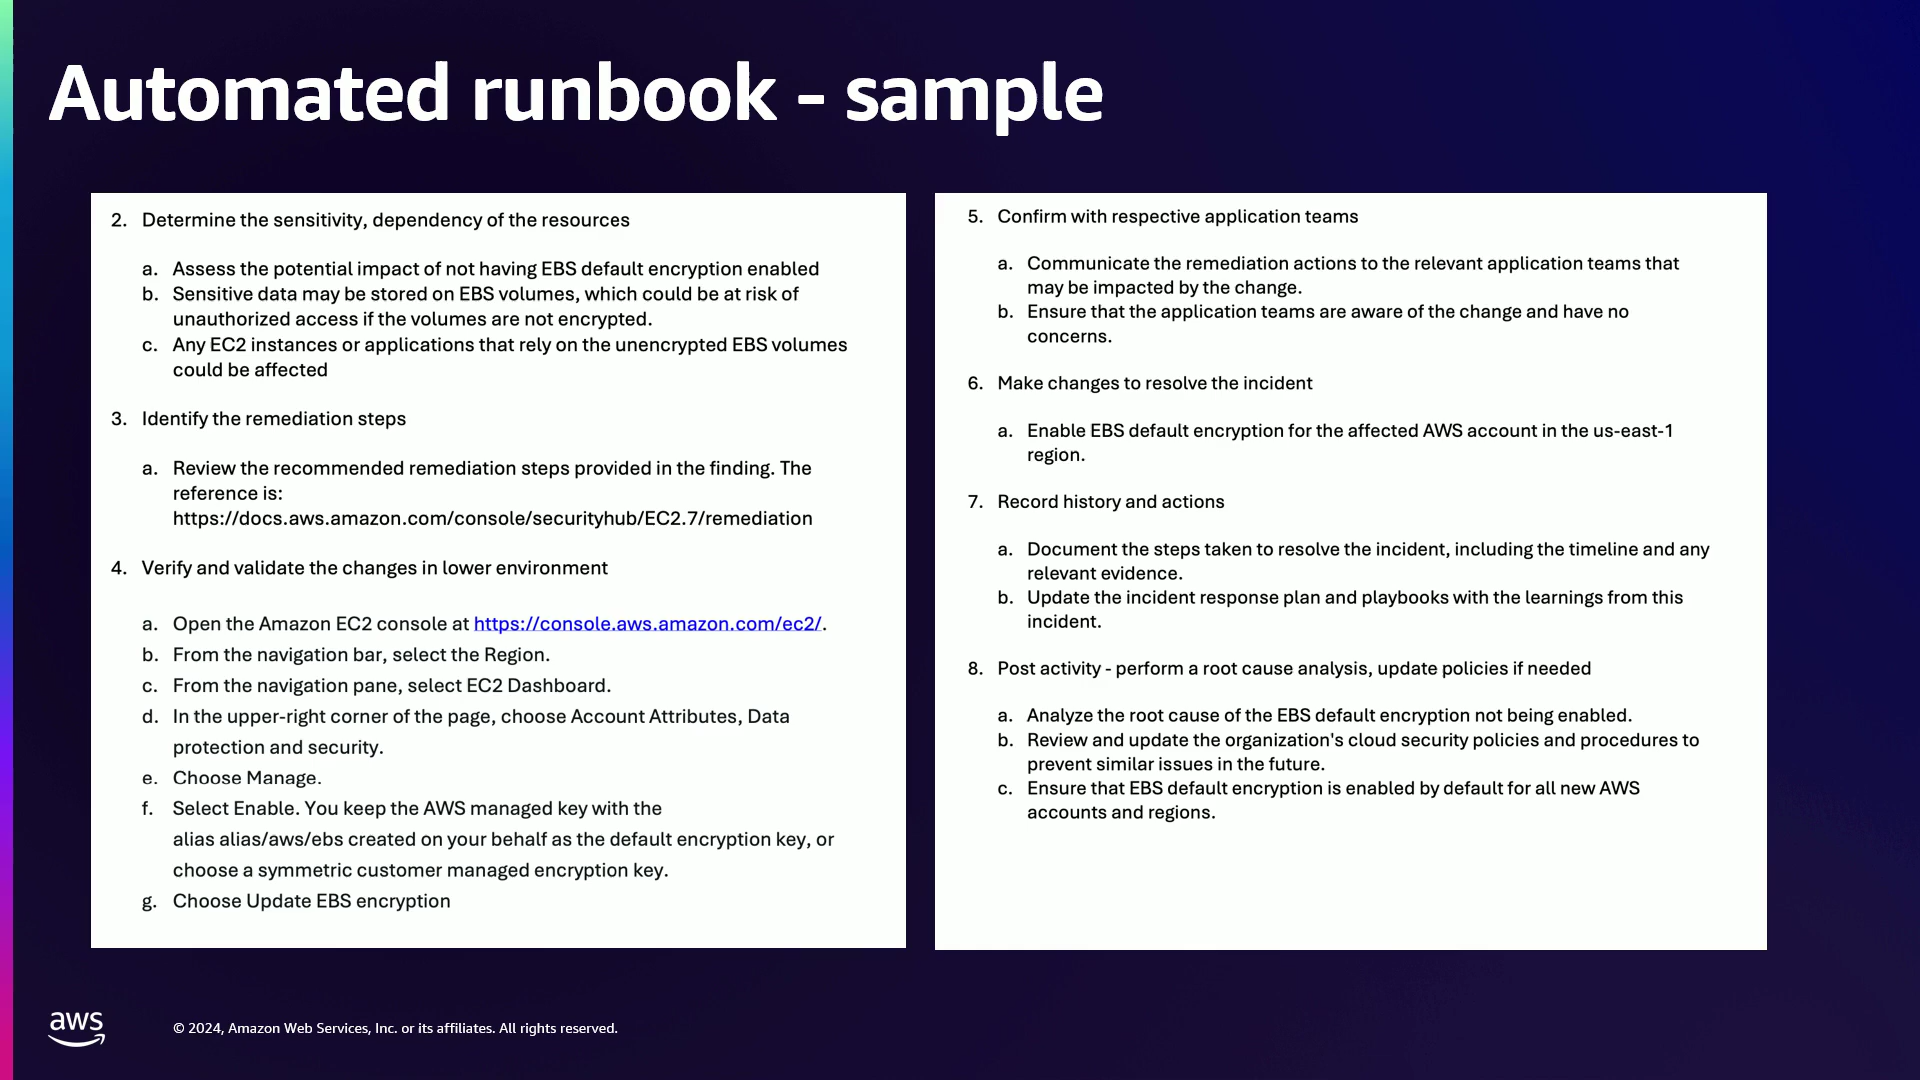 Automated runbook - sample
2. Determine the sensitivity, dependency of the resources
a. Assess the potential impact of not having EBS default encryption enabled
b. Sensitive data may be stored on EBS volumes, which could be at risk of
unauthorized access if the volumes are not encrypted.
c. Any EC2 instances or applications that rely on the unencrypted EBS volumes
could be affected
3. Identify the remediation steps
a. Review the recommended remediation steps provided in the finding. The
reference is:
https://docs.aws.amazon.com/console/securityhub/EC2.7/remediation
4. Verify and validate the changes in lower environment
a. Open the Amazon EC2 console at https://console.aws.amazon.com/ec2/.
b. From the navigation bar, select the Region.
c. From the navigation pane, select EC2 Dashboard.
d. In the upper-right corner of the page, choose Account Attributes, Data
protection and security.
e. Choose Manage.
f. Select Enable. You keep the AWS managed key with the
alias alias/aws/ebs created on your behalf as the default encryption key, or
choose a symmetric customer managed encryption key.
g. Choose Update EBS encryption
5. Confirm with respective application teams
a. Communicate the remediation actions to the relevant application teams that
may be impacted by the change.
b. Ensure that the application teams are aware of the change and have no
concerns.
6. Make changes to resolve the incident
a. Enable EBS default encryption for the affected AWS account in the us-east-1
region.
7. Record history and actions
a. Document the steps taken to resolve the incident, including the timeline and any
relevant evidence.
b. Update the incident response plan and playbooks with the learnings from this
incident.
8. Post activity - perform a root cause analysis, update policies if needed
a. Analyze the root cause of the EBS default encryption not being enabled.
b. Review and update the organization's cloud security policies and procedures to
prevent similar issues in the future.
c. Ensure that EBS default encryption is enabled by default for all new AWS
accounts and regions.
aws
© 2024, Amazon Web Services, Inc. or its affiliates. All rights reserved.